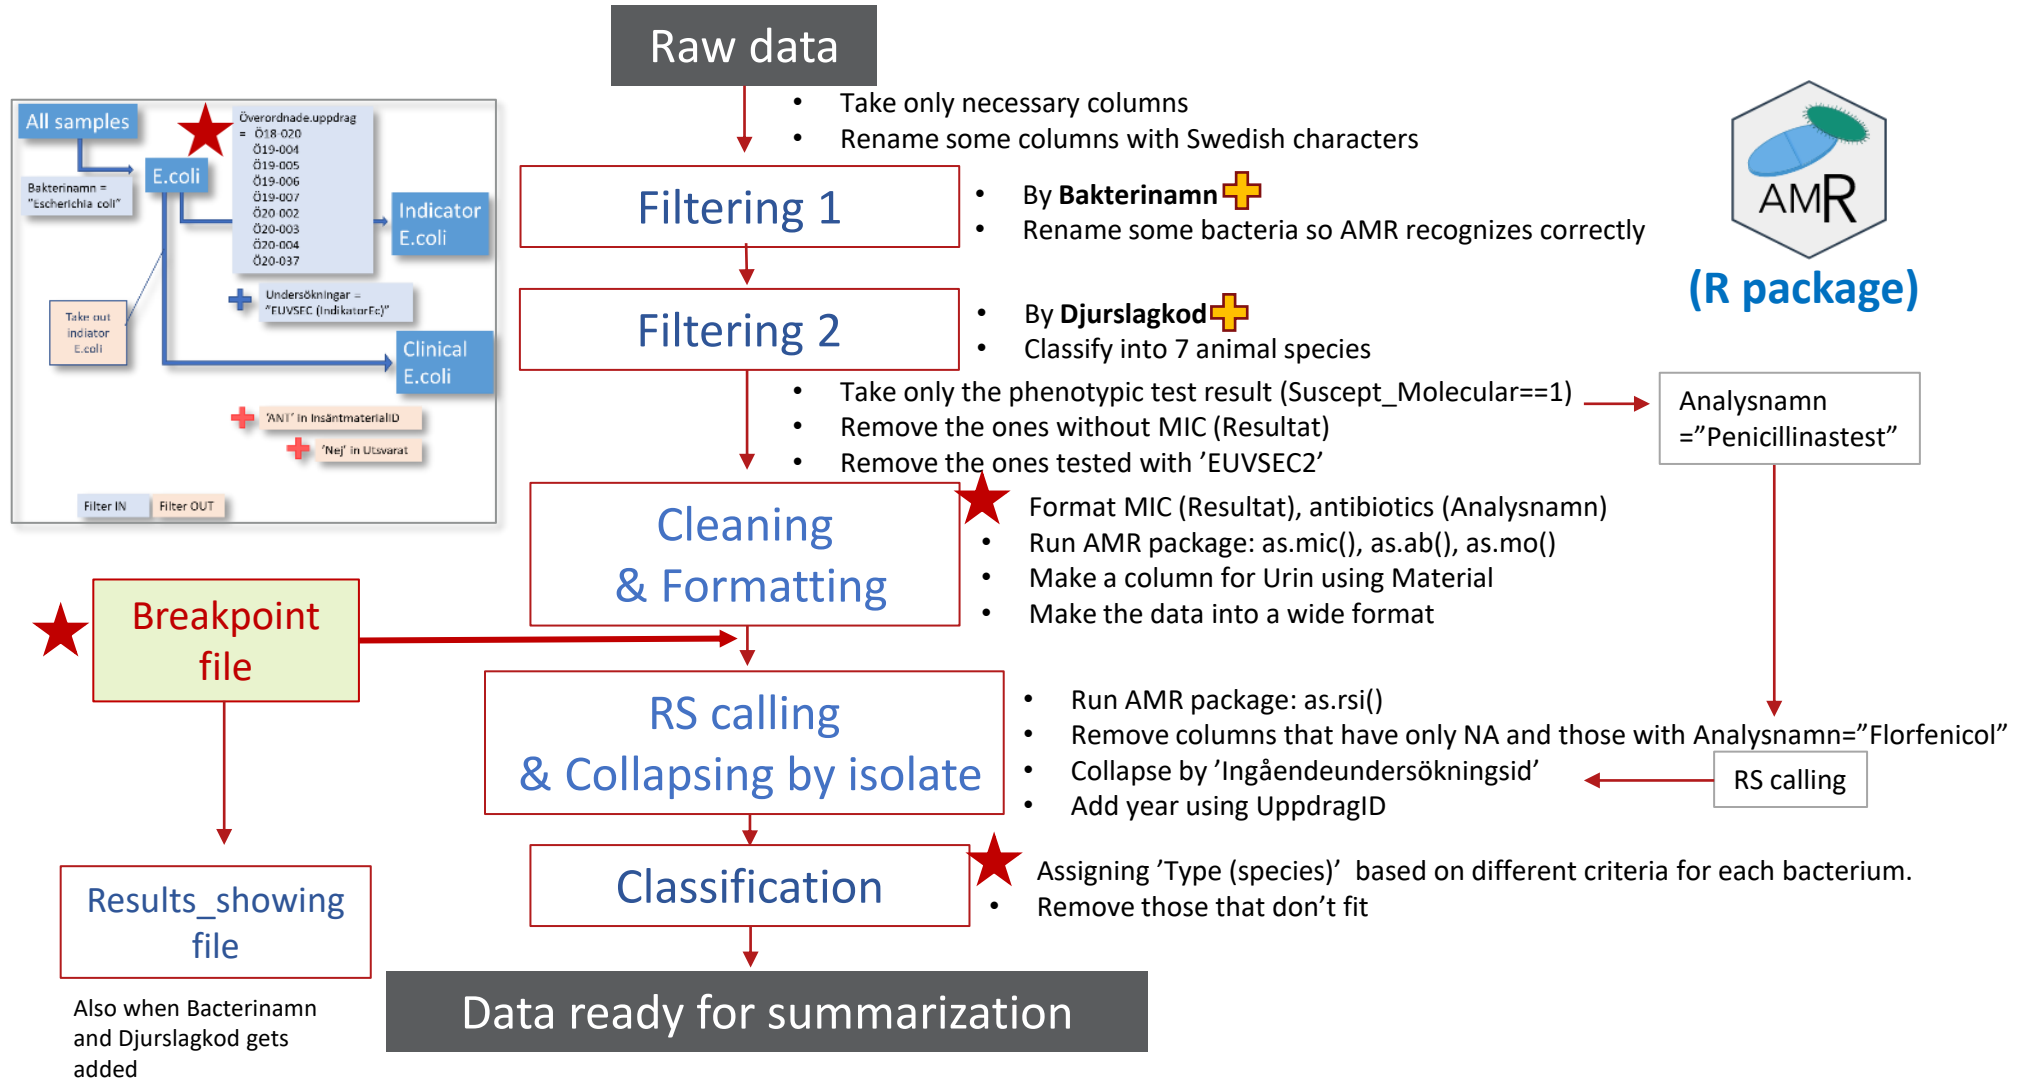 Raw data
• Take only necessary columns
• Rename some columns with Swedish characters
All samples
Bakterinamn =
"Escherichia coli"
E.coli
Överordnade.uppdrag
= Ö18-020
Ö19-004
Ö19-005
Ö19-006
Ö19-007
Ö20-002
Ö20-003
Ö20-004
Ö20-037
Indicator
E.coli
Undersökningar =
"EUVSEC (IndikatorEc)"
Take out
indiator
E.coli
Clinical
E.coli
'ANT' in InsäntmaterialID
'Nej' in Utsvarat
Filter IN
Filter OUT
Filtering 1
• By Bakterinamn
• Rename some bacteria so AMR recognizes correctly
AMR
(R package)
Filtering 2
• By Djurslagkod
• Classify into 7 animal species
• Take only the phenotypic test result (Suscept_Molecular==1)
• Remove the ones without MIC (Resultat)
• Remove the ones tested with ’EUVSEC2’
Analysnamn
=”Penicillinastest”
Cleaning
& Formatting
Format MIC (Resultat), antibiotics (Analysnamn)
• Run AMR package: as.mic(), as.ab(), as.mo()
• Make a column for Urin using Material
• Make the data into a wide format
Breakpoint
file
RS calling
& Collapsing by isolate
• Run AMR package: as.rsi()
• Remove columns that have only NA and those with Analysnamn=”Florfenicol”
• Collapse by ’Ingåendeundersökningsid’
• Add year using UppdragID
RS calling
Classification
Assigning ’Type (species)’ based on different criteria for each bacterium.
• Remove those that don’t fit
Results_showing
file
Also when Bacterinamn
and Djurslagkod gets
added
Data ready for summarization